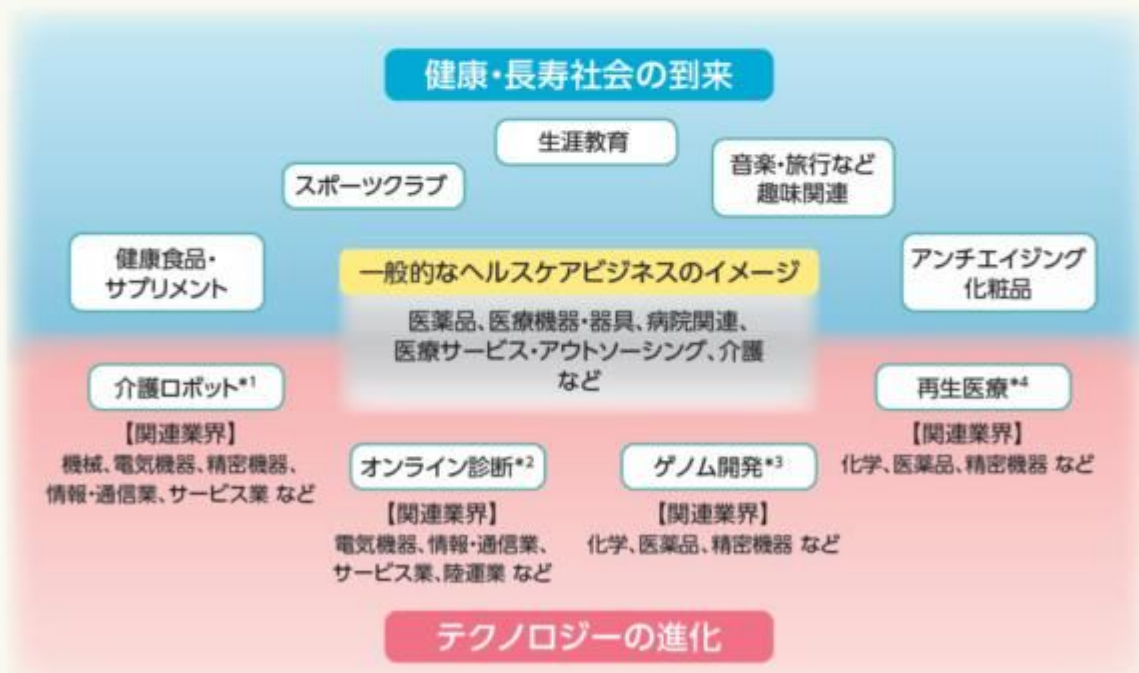 健康・長寿社会の到来
生涯教育
スポーツクラブ
音楽・旅行など
趣味関連
健康食品・
サプリメント
一般的なヘルスケアビジネスのイメージ
医薬品、医療機器・器具、病院関連、
医療サービス・アウトソーシング、介護
など
アンチエイジング
化粧品
介護ロボット*1
【関連業界】
機械、電気機器、精密機器、
情報・通信業、サービス業 など
オンライン診断*2
【関連業界】
電気機器、情報・通信業、
サービス業、陸運業 など
ゲノム開発*3
【関連業界】
化学、医薬品、精密機器 など
再生医療*4
【関連業界】
化学、医薬品、精密機器 など
テクノロジーの進化